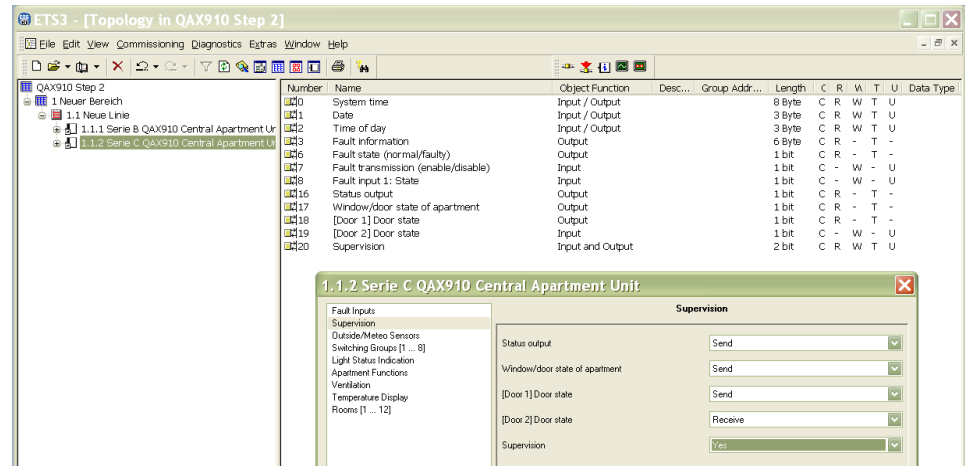 ETS3 - [Topology in QAX910 Step 2]
File Edit View Commissioning Diagnostics Extras Window Help
QAX910 Step 2
1 Neuer Bereich
1.1 Neue Linie
1.1.1 Serie B QAX910 Central Apartment Ur
1.1.2 Serie C QAX910 Central Apartment Ur
Number Name Object Function Desc... Group Addr... Length C R W T U Data Type
0 System time Input / Output 8 Byte C R W T U
1 Date Input / Output 3 Byte C R W T U
2 Time of day Input / Output 3 Byte C R W T U
3 Fault information Output 6 Byte C R - T -
6 Fault state (normal/faulty) Output 1 bit C R - T -
7 Fault transmission (enable/disable) Input 1 bit C - W - U
8 Fault input 1: State Input 1 bit C - W - U
16 Status output Output 1 bit C R - T -
17 Window/door state of apartment Output 1 bit C R - T -
18 [Door 1] Door state Output 1 bit C R - T -
19 [Door 2] Door state Input 1 bit C - W - U
20 Supervision Input and Output 2 bit C R W T U
1.1.2 Serie C QAX910 Central Apartment Unit
Fault Inputs
Supervision
Outside/Meteo Sensors
Switching Groups [1 ... 8]
Light Status Indication
Apartment Functions
Ventilation
Temperature Display
Rooms [1 ... 12]
Supervision
Status output Send
Window/door state of apartment Send
[Door 1] Door state Send
[Door 2] Door state Receive
Supervision Yes